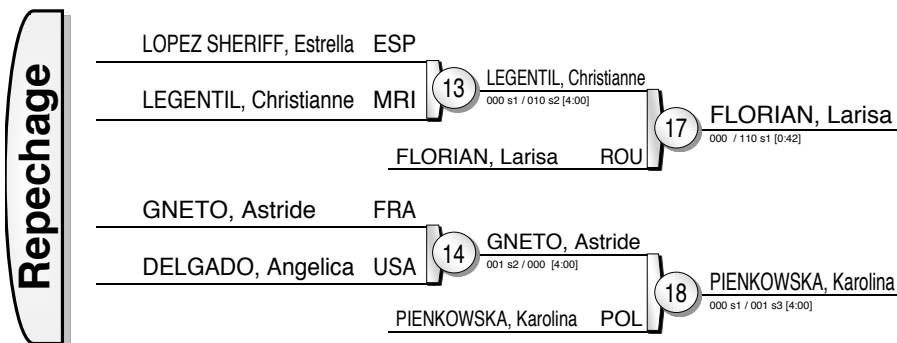 Repechage
LOPEZ SHERIFF, Estrella ESP
LEGENTIL, Christianne MRI
13
LEGENTIL, Christianne
000 s1 / 010 s2 [4:00]
FLORIAN, Larisa ROU
17
FLORIAN, Larisa
000 / 110 s1 [0:42]
GNETO, Astride FRA
DELGADO, Angelica USA
14
GNETO, Astride
001 s2 / 000 [4:00]
PIENKOWSKA, Karolina POL
18
PIENKOWSKA, Karolina
000 s1 / 001 s3 [4:00]